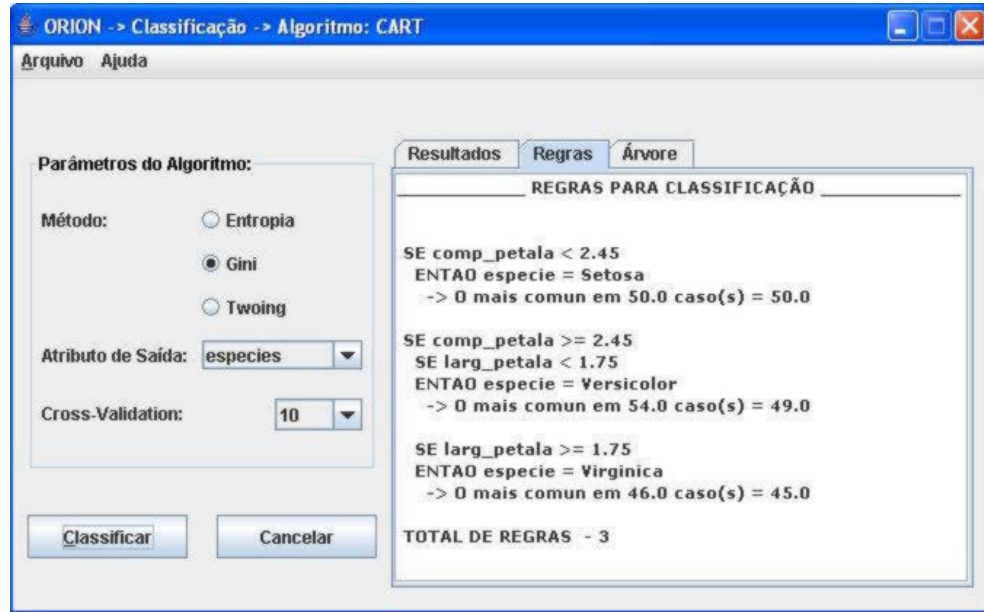 ORION -> Classificação -> Algoritmo: CART
Arquivo Ajuda
Parâmetros do Algoritmo:
Método:
Entropia
Gini
Twoing
Atributo de Saída: especies
Cross-Validation: 10
Classificar Cancelar
Resultados Regras Árvore
____________ REGRAS PARA CLASSIFICAÇÃO _____________
SE comp_petala < 2.45
ENTAO especie = Setosa
-> O mais comun em 50.0 caso(s) = 50.0
SE comp_petala >= 2.45
SE larg_petala < 1.75
ENTAO especie = Versicolor
-> O mais comun em 54.0 caso(s) = 49.0
SE larg_petala >= 1.75
ENTAO especie = Virginica
-> O mais comun em 46.0 caso(s) = 45.0
TOTAL DE REGRAS - 3